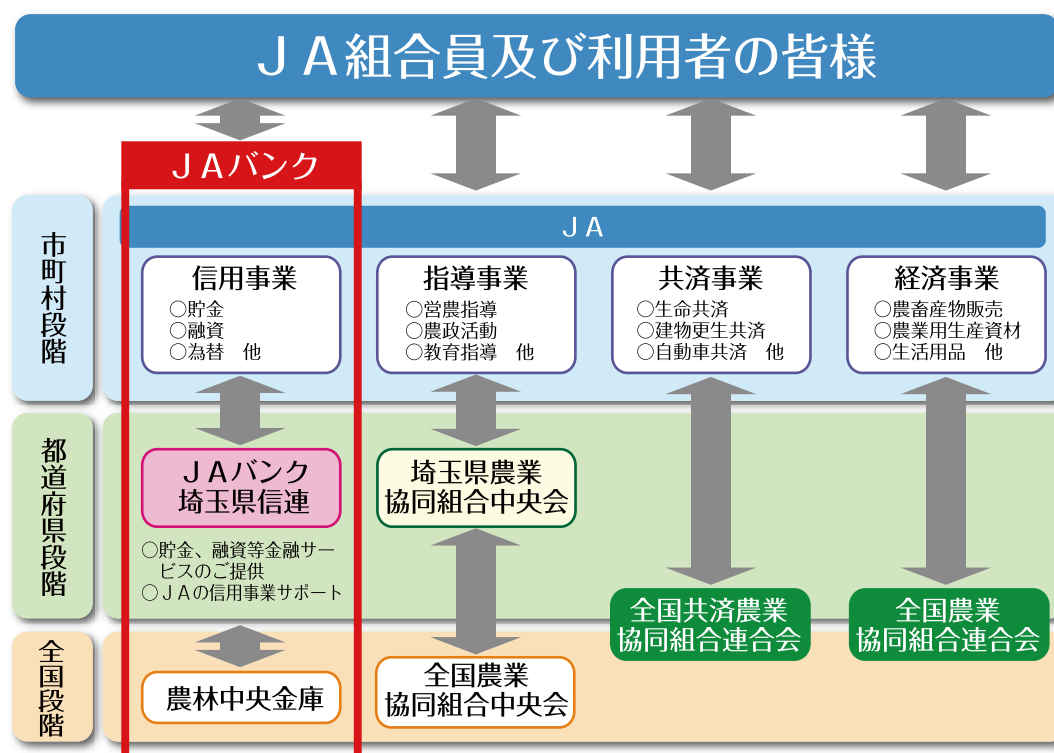 ＪＡ組合員及び利用者の皆様
ＪＡバンク
市町村段階
ＪＡ
信用事業
○貯金
○融資
○為替　他
指導事業
○営農指導
○農政活動
○教育指導　他
共済事業
○生命共済
○建物更生共済
○自動車共済　他
経済事業
○農畜産物販売
○農業用生産資材
○生活用品　他
都道府県段階
ＪＡバンク
埼玉県信連
○貯金、融資等金融サー
ビスのご提供
○ＪＡの信用事業サポート
埼玉県農業
協同組合中央会
全国共済農業
協同組合連合会
全国農業
協同組合連合会
全国段階
農林中央金庫
全国農業
協同組合中央会